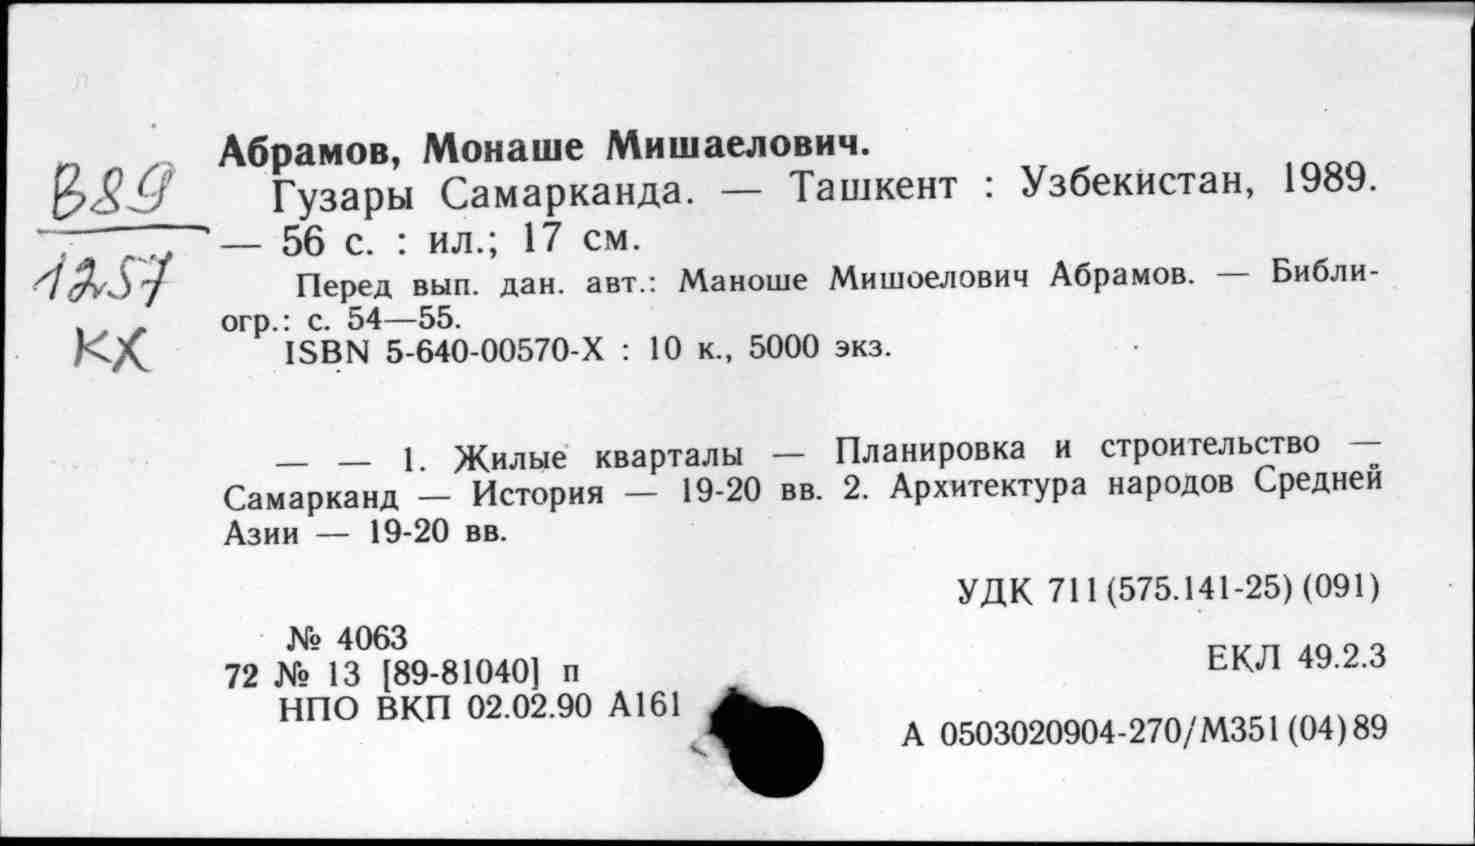 Абрамов, Монаше Мишаелович.
В89
Гузары Самарканда. — Ташкент : Узбекистан, 1989.
— 56 с. : ил.; 17 см.
1257
Перед вып. дан. авт.: Маноше Мишоелович Абрамов. — Библи-
огр.: с. 54—55.
КХ
ISBN 5-640-00570-X : 10 к., 5000 экз.
— — 1. Жилые кварталы — Планировка и строительство —
Самарканд — История — 19-20 вв. 2. Архитектура народов Средней
Азии — 19-20 вв.
УДК 711(575.141-25)(091)
№ 4063
ЕКЛ 49.2.3
72 № 13 [89-81040] п
НПО ВКП 02.02.90 А161
А 0503020904-270/М351(04)89